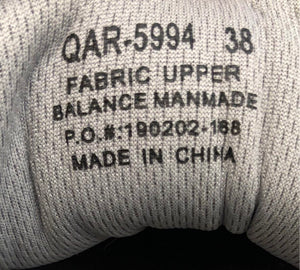 QAR-5994 38
FABRIC UPPER
BALANCE MANMADE
P.O.#:190202-168
MADE IN CHINA